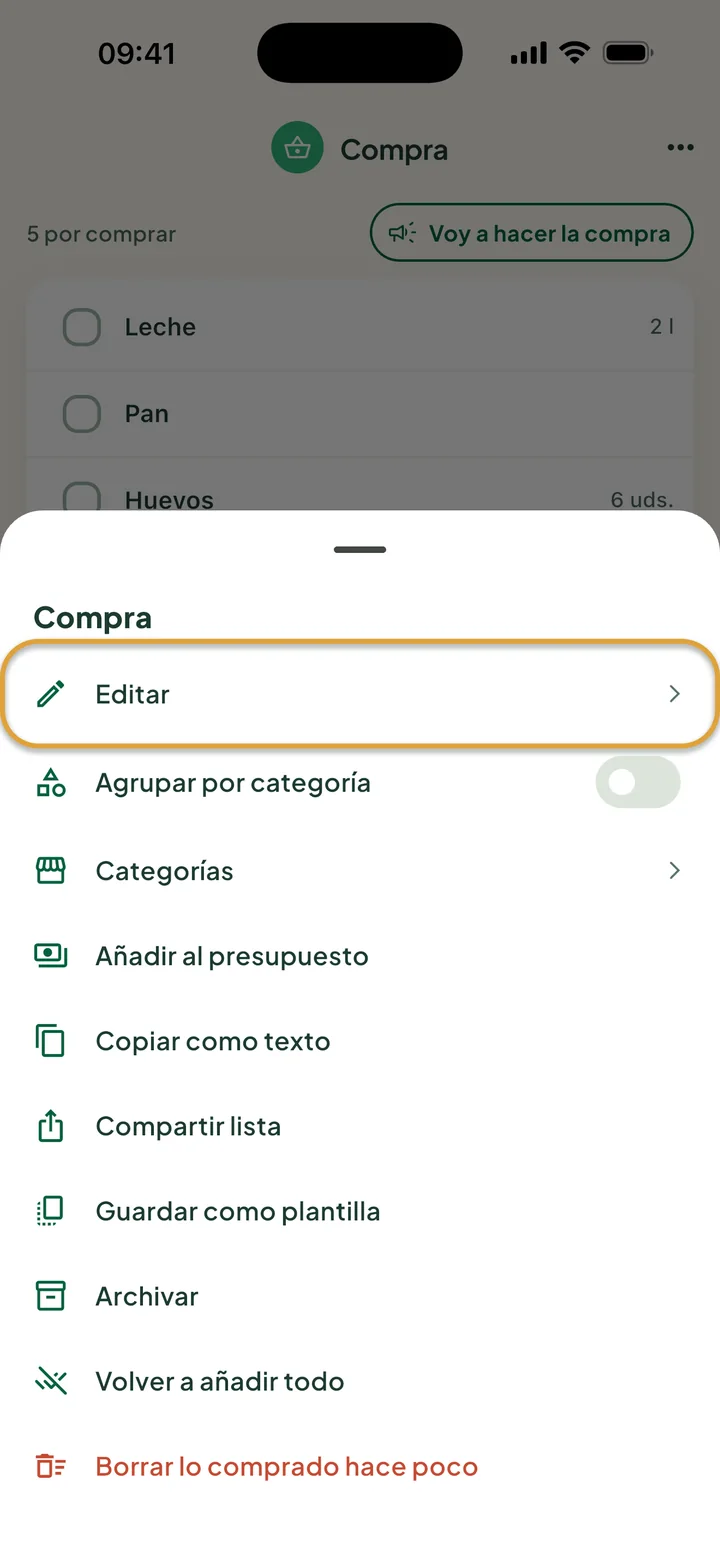 09:41
Compra
5 por comprar
Voy a hacer la compra
Leche 2 l
Pan
Huevos 6 uds.
Compra
Editar
Agrupar por categoría
Categorías
Añadir al presupuesto
Copiar como texto
Compartir lista
Guardar como plantilla
Archivar
Volver a añadir todo
Borrar lo comprado hace poco